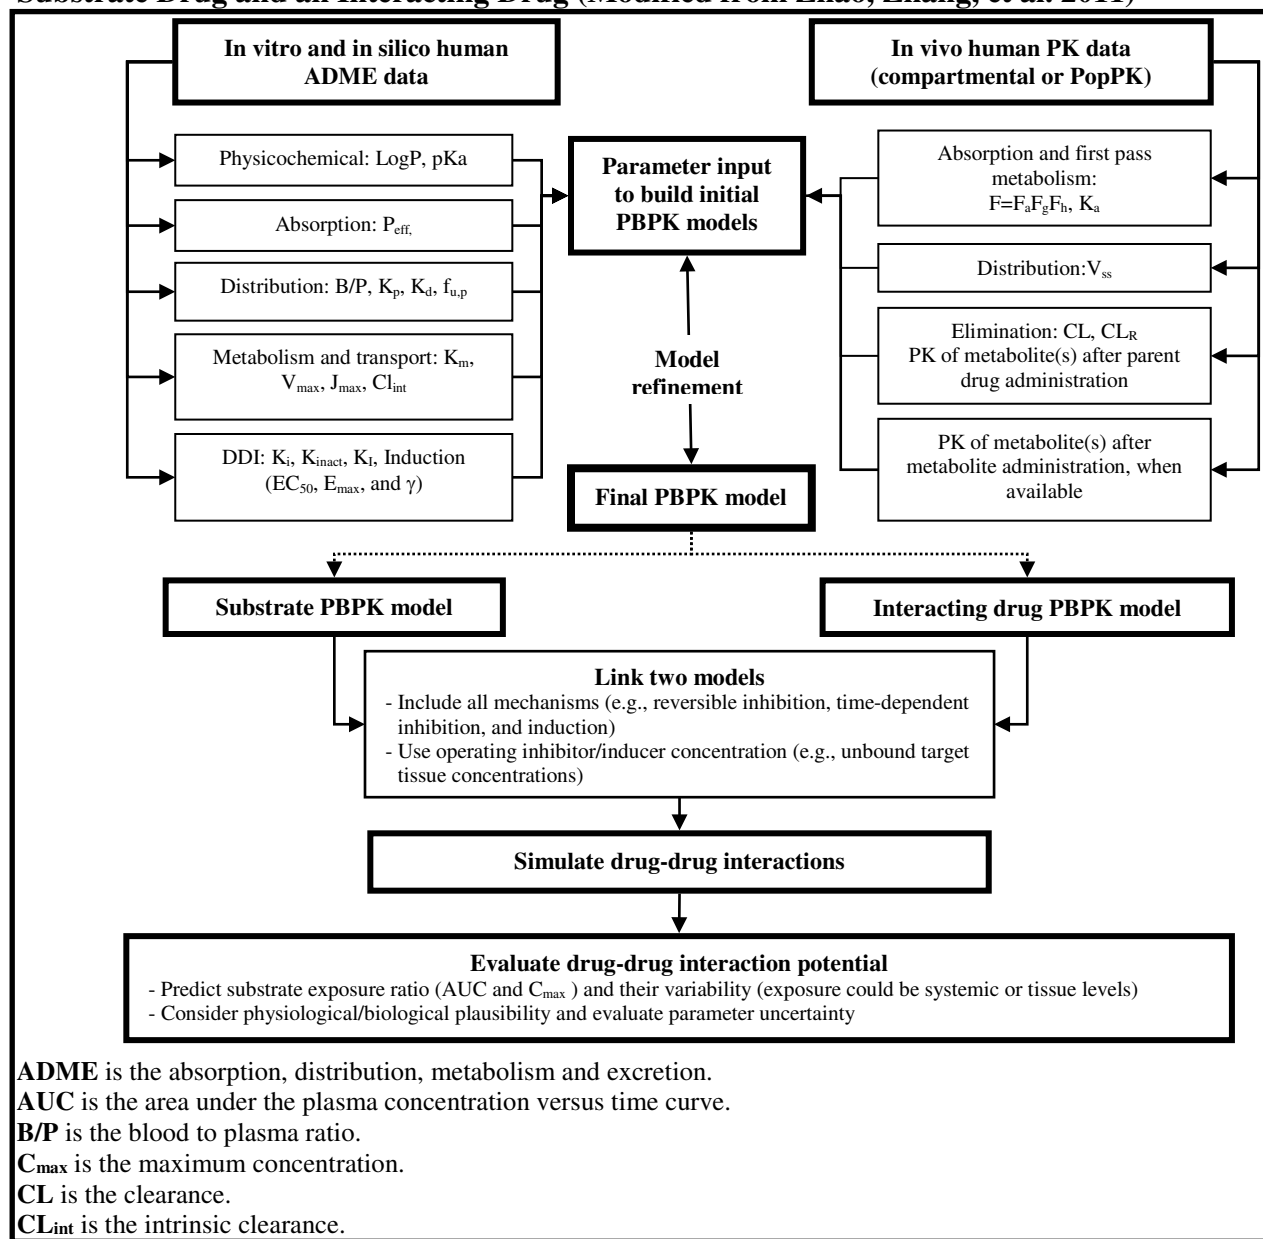 Substrate Drug and an Interacting Drug (Modified from Zhao, Zhang, et al. 2011)
In vitro and in silico human
ADME data
In vivo human PK data
(compartmental or PopPK)
Physicochemical: LogP, pKa
Absorption: Peff,
Distribution: B/P, Kp, Kd, fu,p
Metabolism and transport: Km,
Vmax, Jmax, Clint
DDI: Ki, Kinact, KI, Induction
(EC50, Emax, and γ)
Parameter input
to build initial
PBPK models
Model
refinement
Final PBPK model
Absorption and first pass
metabolism:
F=FaFgFh, Ka
Distribution:Vss
Elimination: CL, CLR
PK of metabolite(s) after parent
drug administration
PK of metabolite(s) after
metabolite administration, when
available
Substrate PBPK model
Interacting drug PBPK model
Link two models
- Include all mechanisms (e.g., reversible inhibition, time-dependent
inhibition, and induction)
- Use operating inhibitor/inducer concentration (e.g., unbound target
tissue concentrations)
Simulate drug-drug interactions
Evaluate drug-drug interaction potential
- Predict substrate exposure ratio (AUC and Cmax ) and their variability (exposure could be systemic or tissue levels)
- Consider physiological/biological plausibility and evaluate parameter uncertainty
ADME is the absorption, distribution, metabolism and excretion.
AUC is the area under the plasma concentration versus time curve.
B/P is the blood to plasma ratio.
Cmax is the maximum concentration.
CL is the clearance.
CLint is the intrinsic clearance.